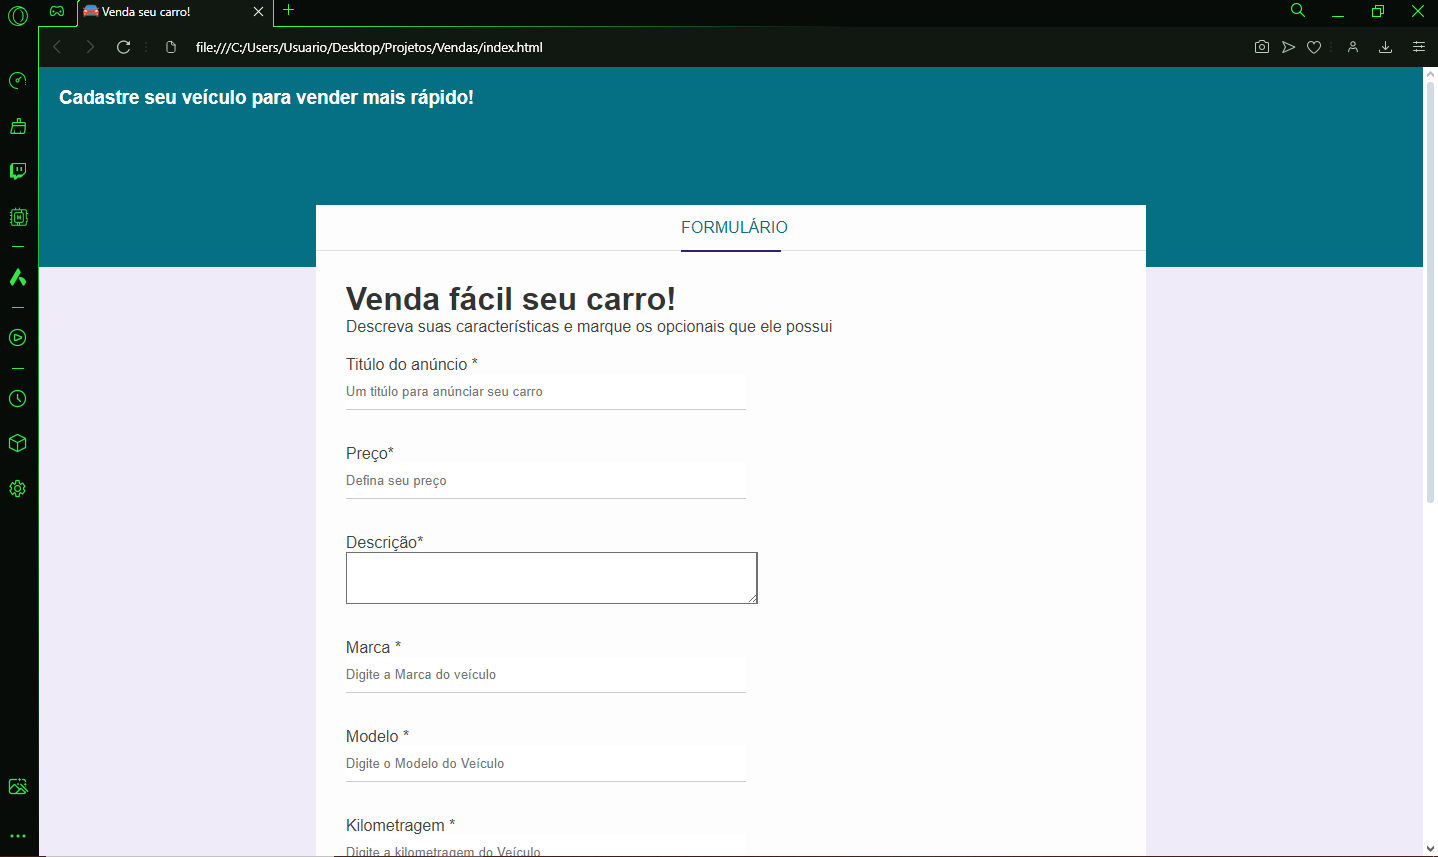 Venda seu carro!
file:///C:/Users/Usuario/Desktop/Projetos/Vendas/index.html
Cadastre seu veículo para vender mais rápido!
FORMULÁRIO
Venda fácil seu carro!
Descreva suas características e marque os opcionais que ele possui
Titúlo do anúncio *
Um titúlo para anúnciar seu carro
Preço*
Defina seu preço
Descrição*
Marca *
Digite a Marca do veículo
Modelo *
Digite o Modelo do Veículo
Kilometragem *
Digite a kilometragem do Veículo